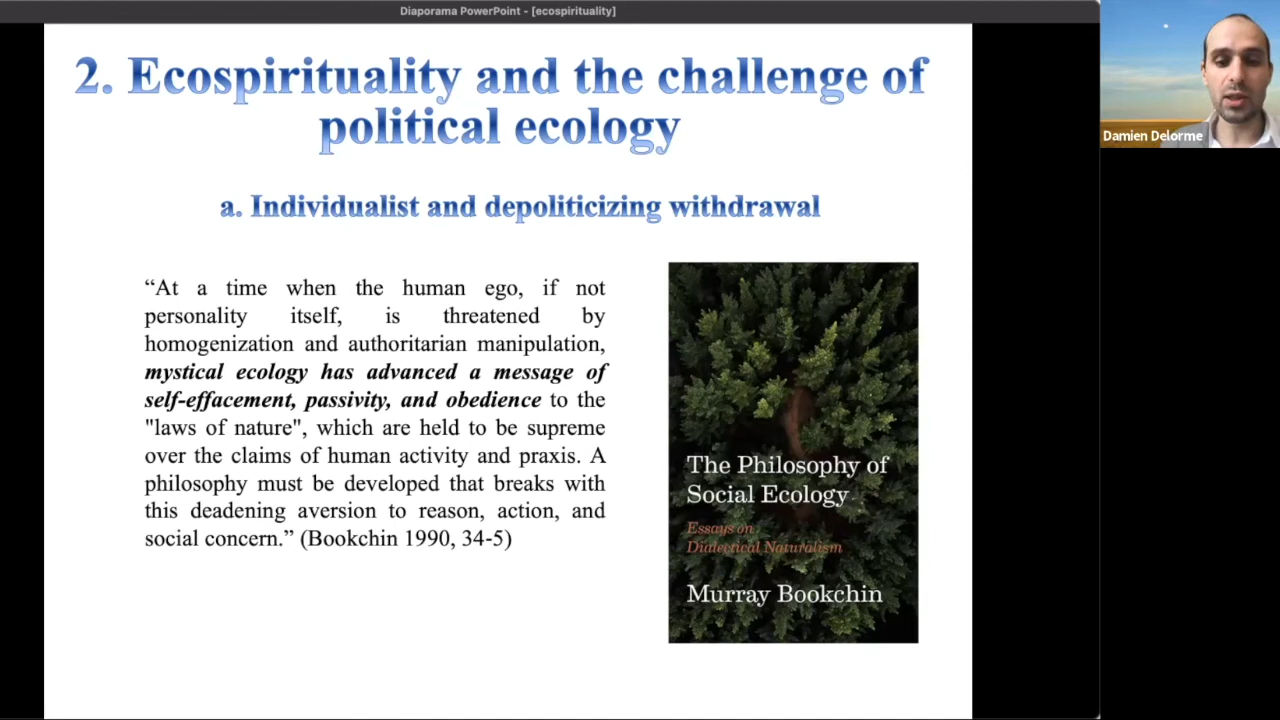 Diaporama PowerPoint - [ecospirituality]
2. Ecospirituality and the challenge of
political ecology
a. Individualist and depoliticizing withdrawal
“At a time when the human ego, if not
personality itself, is threatened by
homogenization and authoritarian manipulation,
mystical ecology has advanced a message of
self-effacement, passivity, and obedience to the
"laws of nature", which are held to be supreme
over the claims of human activity and praxis. A
philosophy must be developed that breaks with
this deadening aversion to reason, action, and
social concern.” (Bookchin 1990, 34-5)
The Philosophy of
Social Ecology
Essays on
Dialectical Naturalism
Murray Bookchin
Damien Delorme